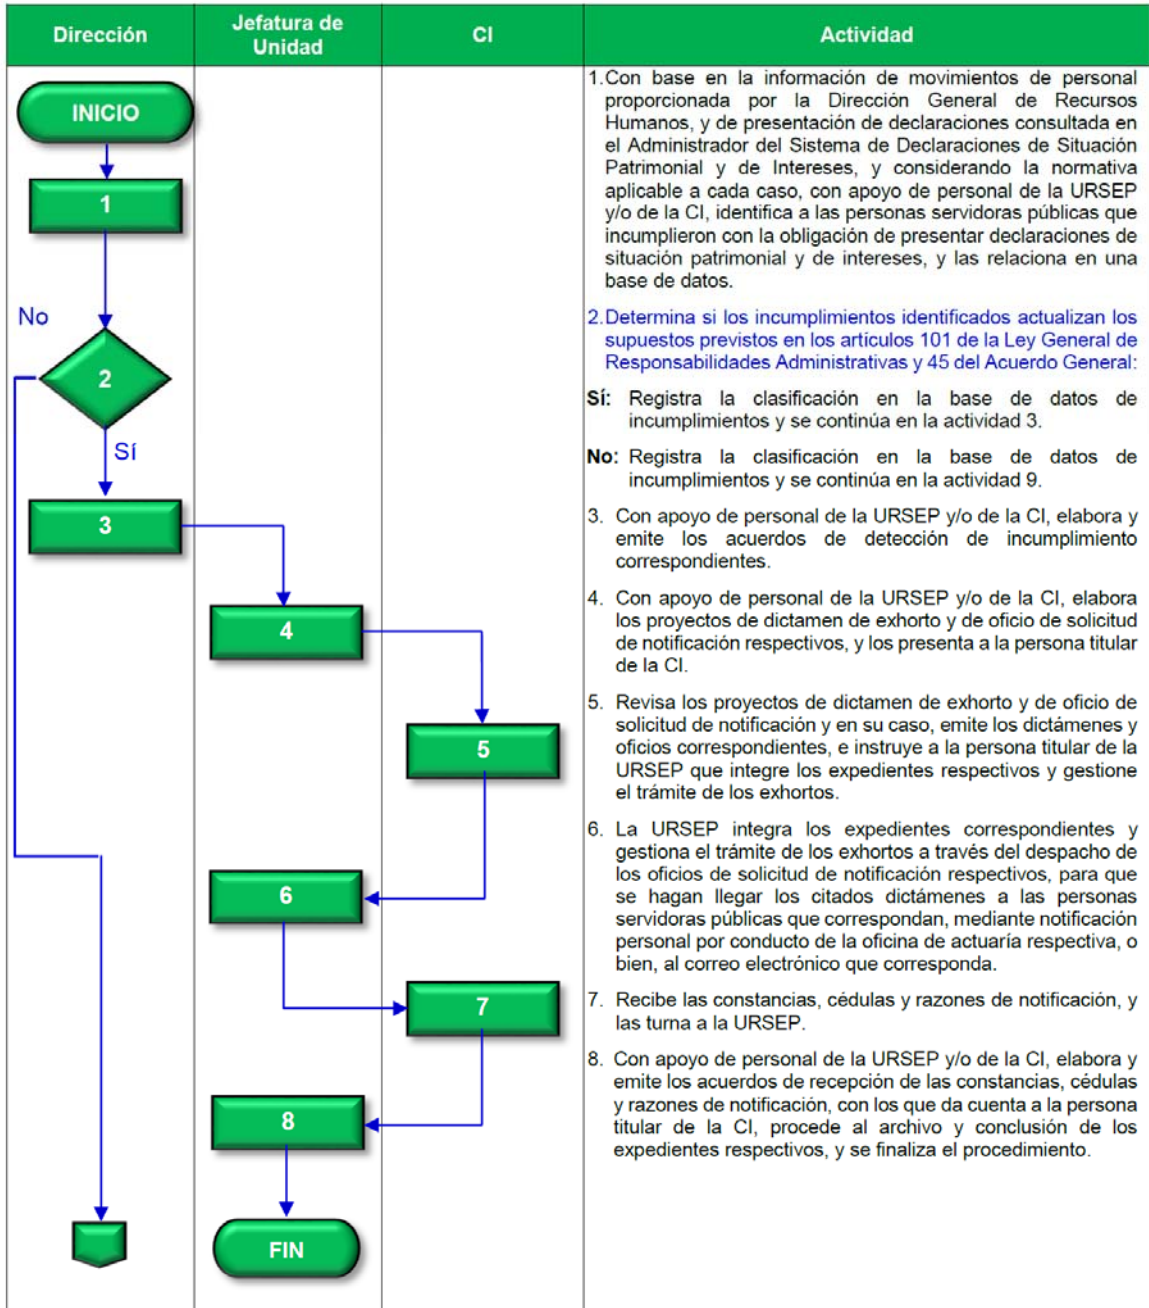 Dirección
Jefatura de
Unidad
CI
Actividad
INICIO
1
No
2
Sí
3
4
5
6
7
8
FIN
1.Con base en la información de movimientos de personal
proporcionada por la Dirección General de Recursos
Humanos, y de presentación de declaraciones consultada en
el Administrador del Sistema de Declaraciones de Situación
Patrimonial y de Intereses, y considerando la normativa
aplicable a cada caso, con apoyo de personal de la URSEP
y/o de la CI, identifica a las personas servidoras públicas que
incumplieron con la obligación de presentar declaraciones de
situación patrimonial y de intereses, y las relaciona en una
base de datos.
2.Determina si los incumplimientos identificados actualizan los
supuestos previstos en los artículos 101 de la Ley General de
Responsabilidades Administrativas y 45 del Acuerdo General:
Sí: Registra la clasificación en la base de datos de
incumplimientos y se continúa en la actividad 3.
No: Registra la clasificación en la base de datos de
incumplimientos y se continúa en la actividad 9.
3. Con apoyo de personal de la URSEP y/o de la CI, elabora y
emite los acuerdos de detección de incumplimiento
correspondientes.
4. Con apoyo de personal de la URSEP y/o de la CI, elabora
los proyectos de dictamen de exhorto y de oficio de solicitud
de notificación respectivos, y los presenta a la persona titular
de la CI.
5. Revisa los proyectos de dictamen de exhorto y de oficio de
solicitud de notificación y en su caso, emite los dictámenes y
oficios correspondientes, e instruye a la persona titular de la
URSEP que integre los expedientes respectivos y gestione
el trámite de los exhortos.
6. La URSEP integra los expedientes correspondientes y
gestiona el trámite de los exhortos a través del despacho de
los oficios de solicitud de notificación respectivos, para que
se hagan llegar los citados dictámenes a las personas
servidoras públicas que correspondan, mediante notificación
personal por conducto de la oficina de actuaría respectiva, o
bien, al correo electrónico que corresponda.
7. Recibe las constancias, cédulas y razones de notificación, y
las turna a la URSEP.
8. Con apoyo de personal de la URSEP y/o de la CI, elabora y
emite los acuerdos de recepción de las constancias, cédulas
y razones de notificación, con los que da cuenta a la persona
titular de la CI, procede al archivo y conclusión de los
expedientes respectivos, y se finaliza el procedimiento.